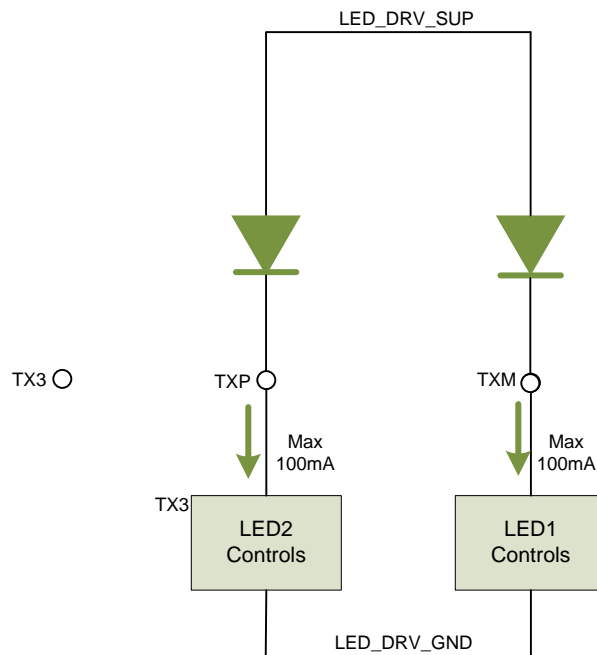 LED_DRV_SUP
TX3
TXP
TXM
Max
100mA
Max
100mA
TX3
LED2
Controls
LED1
Controls
LED_DRV_GND